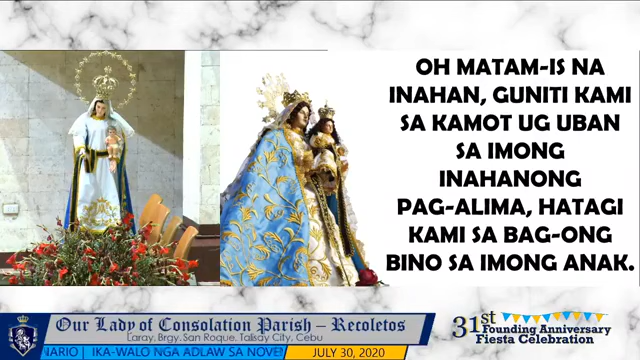 OH MATAM-IS NA
INAHAN, GUNITI KAMI
SA KAMOT UG UBAN
SA IMONG
INAHANONG
PAG-ALIMA, HATAGI
KAMI SA BAG-ONG
BINO SA IMONG ANAK.
Our Lady of Consolation Parish – Recoletos
Laray, Brgy. San Roque, Talisay City, Cebu
NARIO | IKA-WALO NGA ADLAW SA NOVE
JULY 30, 2020
31st
Founding Anniversary
Fiesta Celebration